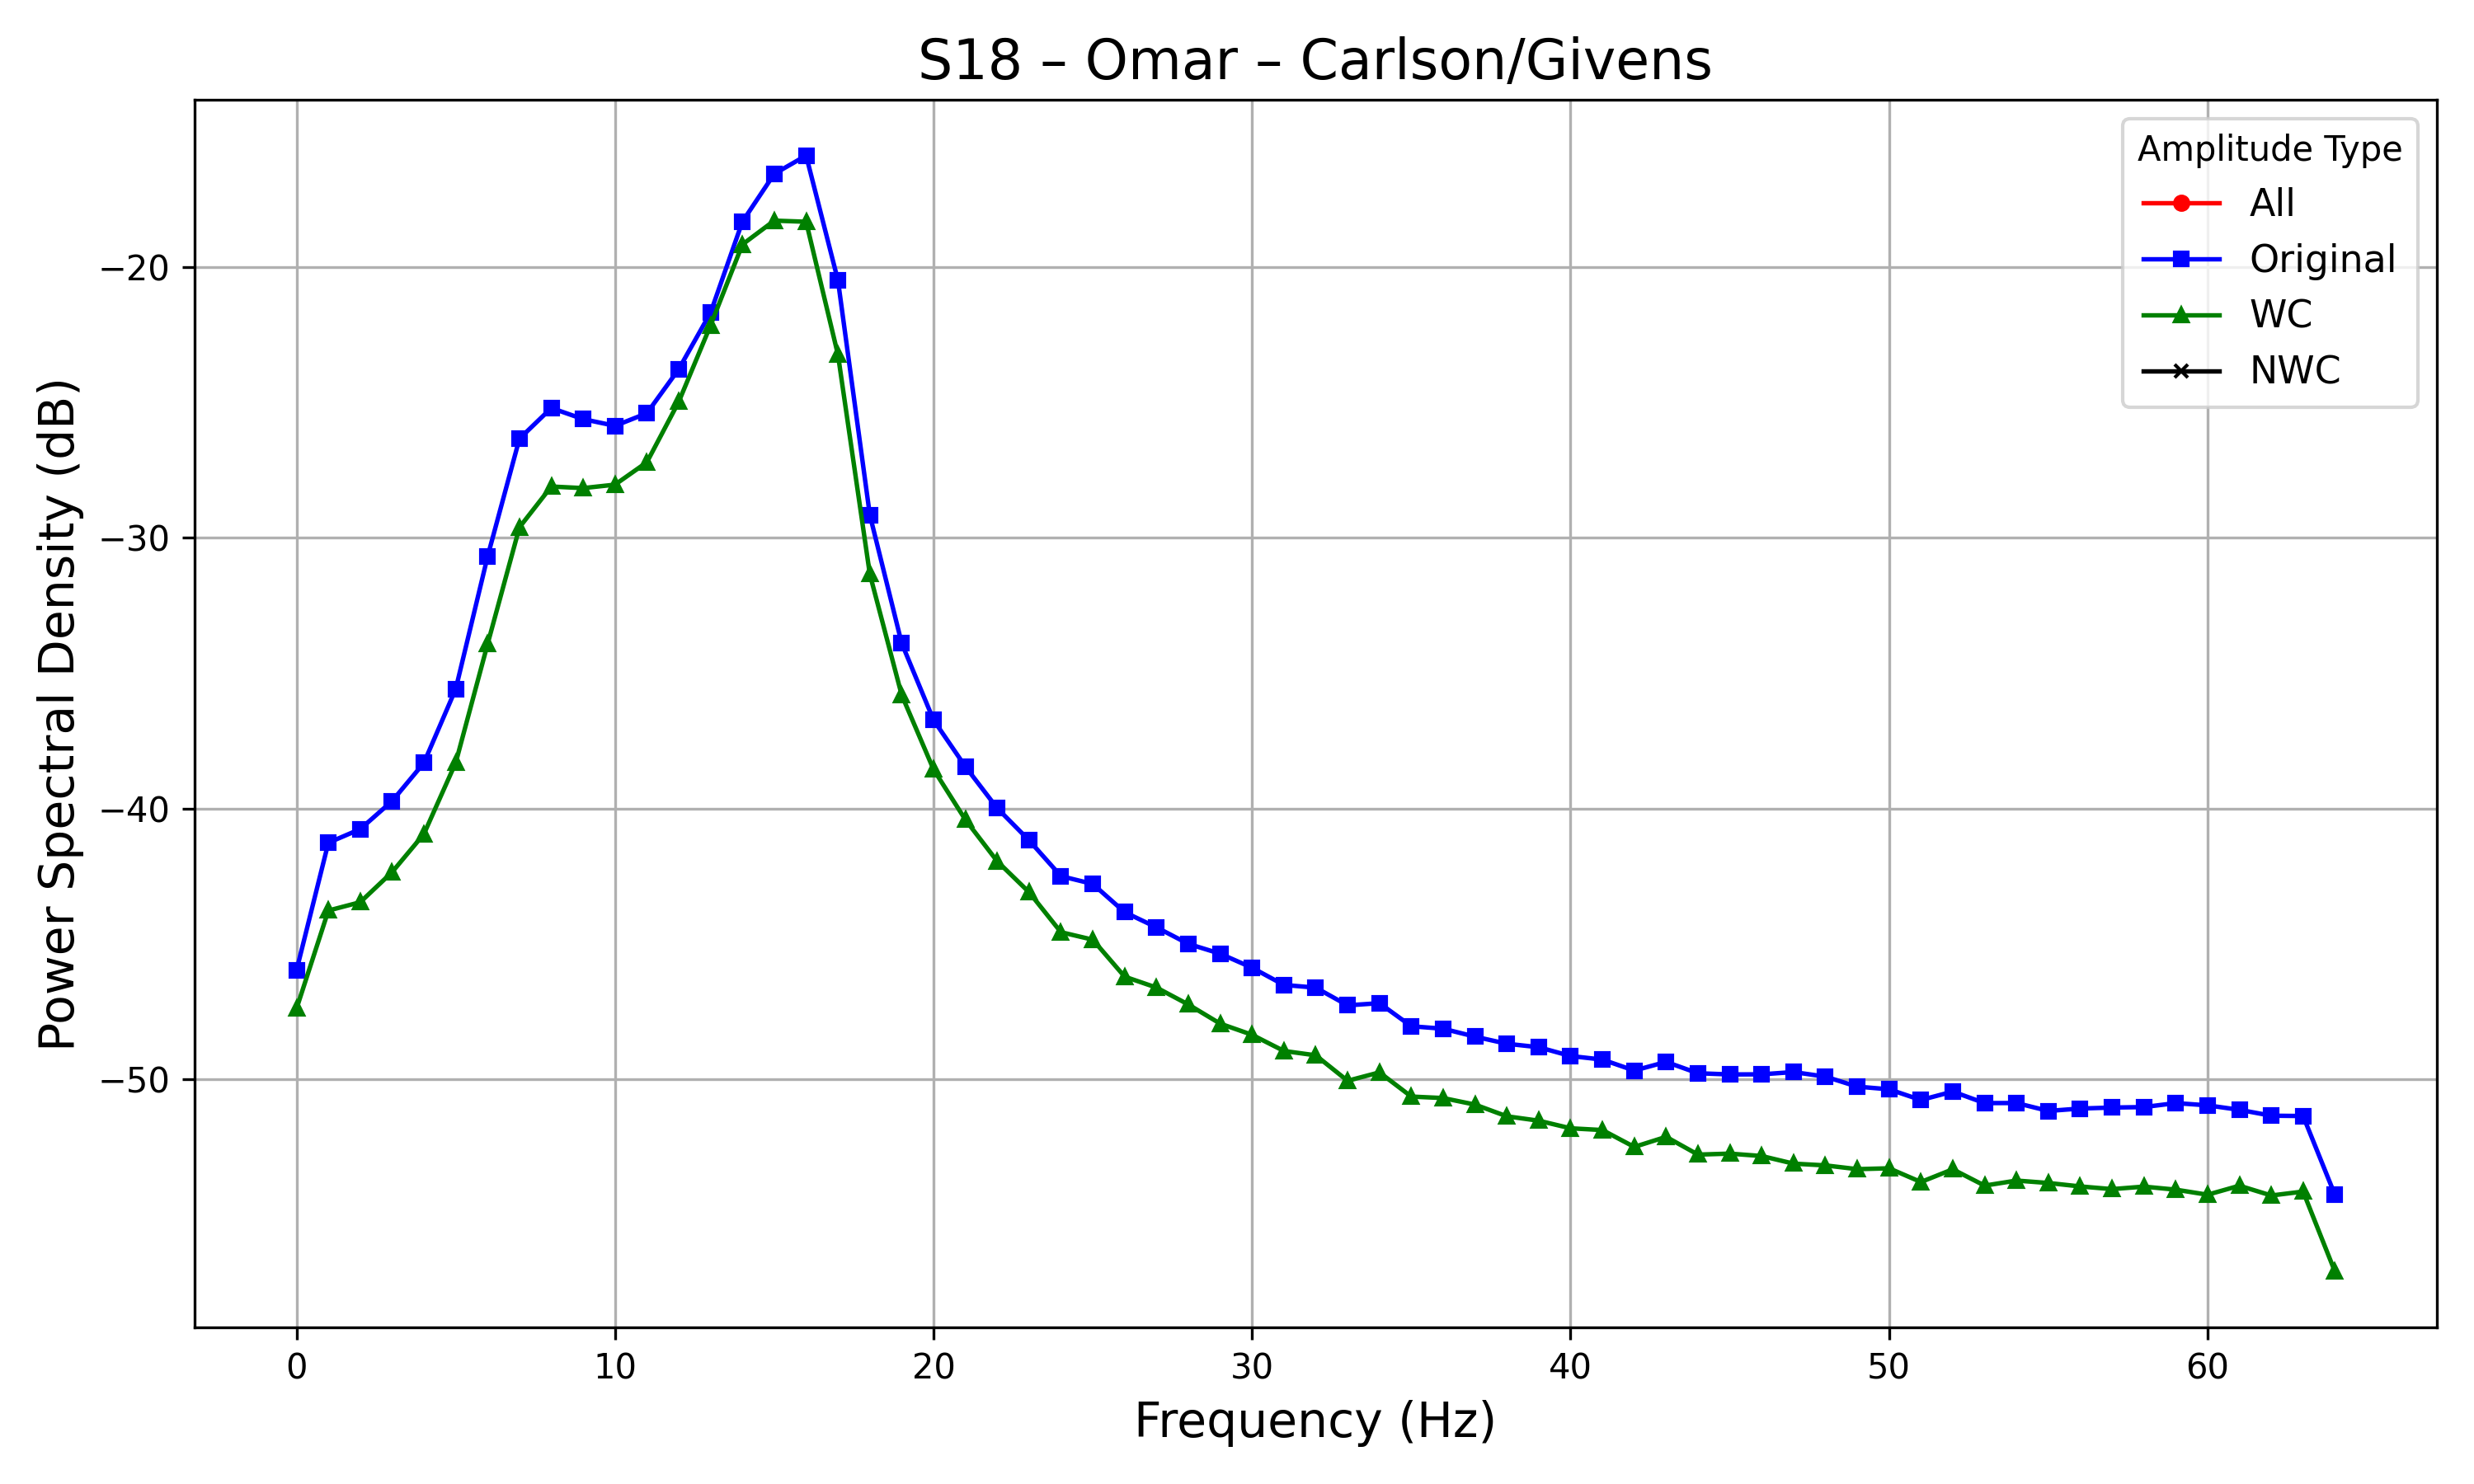 S18 – Omar – Carlson/Givens
Amplitude Type
All
Original
WC
NWC
Power Spectral Density (dB)
−20
−30
−40
−50
0 10 20 30 40 50 60
Frequency (Hz)